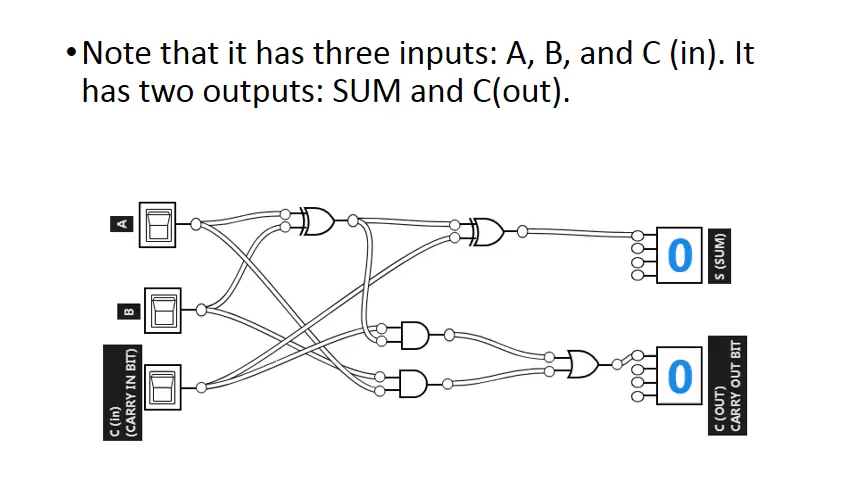 •Note that it has three inputs: A, B, and C (in). It
has two outputs: SUM and C(out).
A
B
C (in)
(CARRY IN BIT)
0
S (SUM)
0
C (OUT)
CARRY OUT BIT